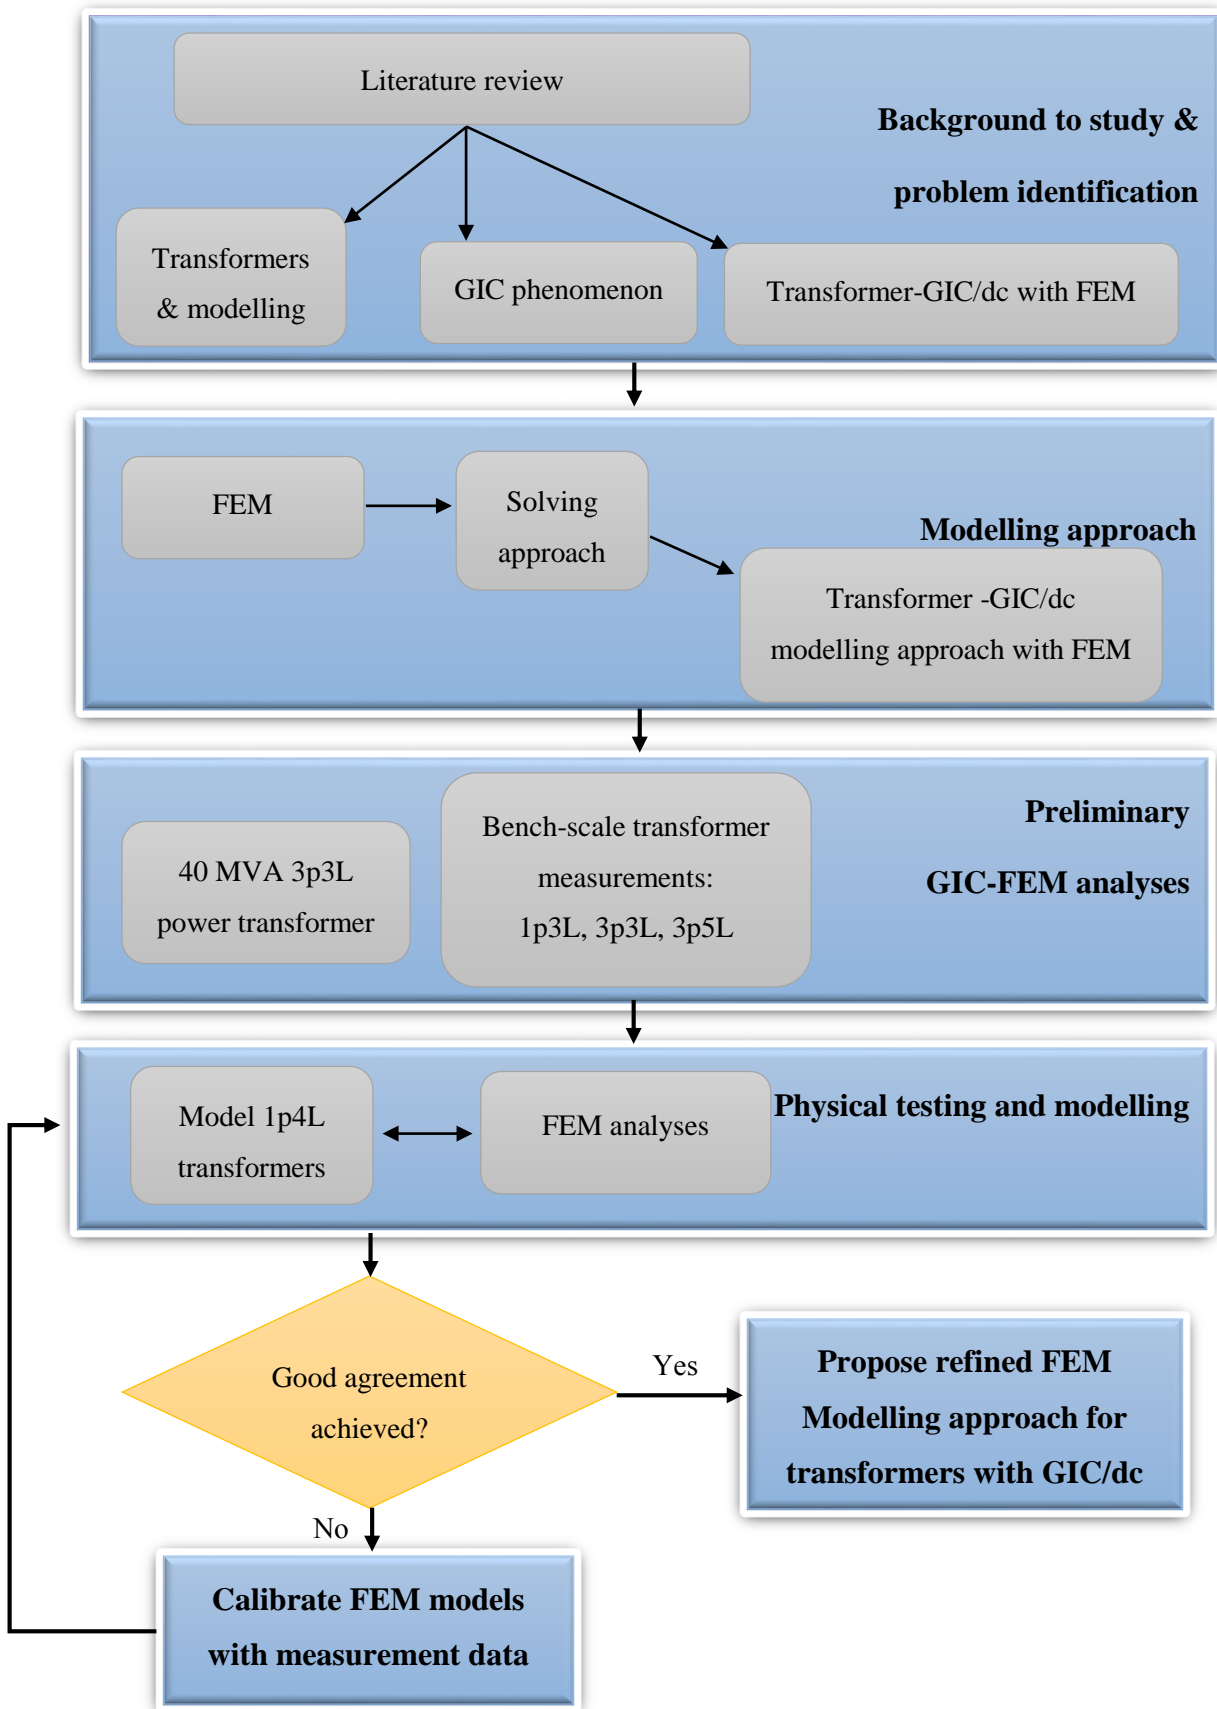 Literature review
Background to study &
problem identification
Transformers
& modelling
GIC phenomenon
Transformer-GIC/dc with FEM
FEM
Solving
approach
Modelling approach
Transformer -GIC/dc
modelling approach with FEM
Preliminary
GIC-FEM analyses
40 MVA 3p3L
power transformer
Bench-scale transformer
measurements:
1p3L, 3p3L, 3p5L
Model 1p4L
transformers
FEM analyses
Physical testing and modelling
Good agreement
achieved?
Yes
Propose refined FEM
Modelling approach for
transformers with GIC/dc
No
Calibrate FEM models
with measurement data